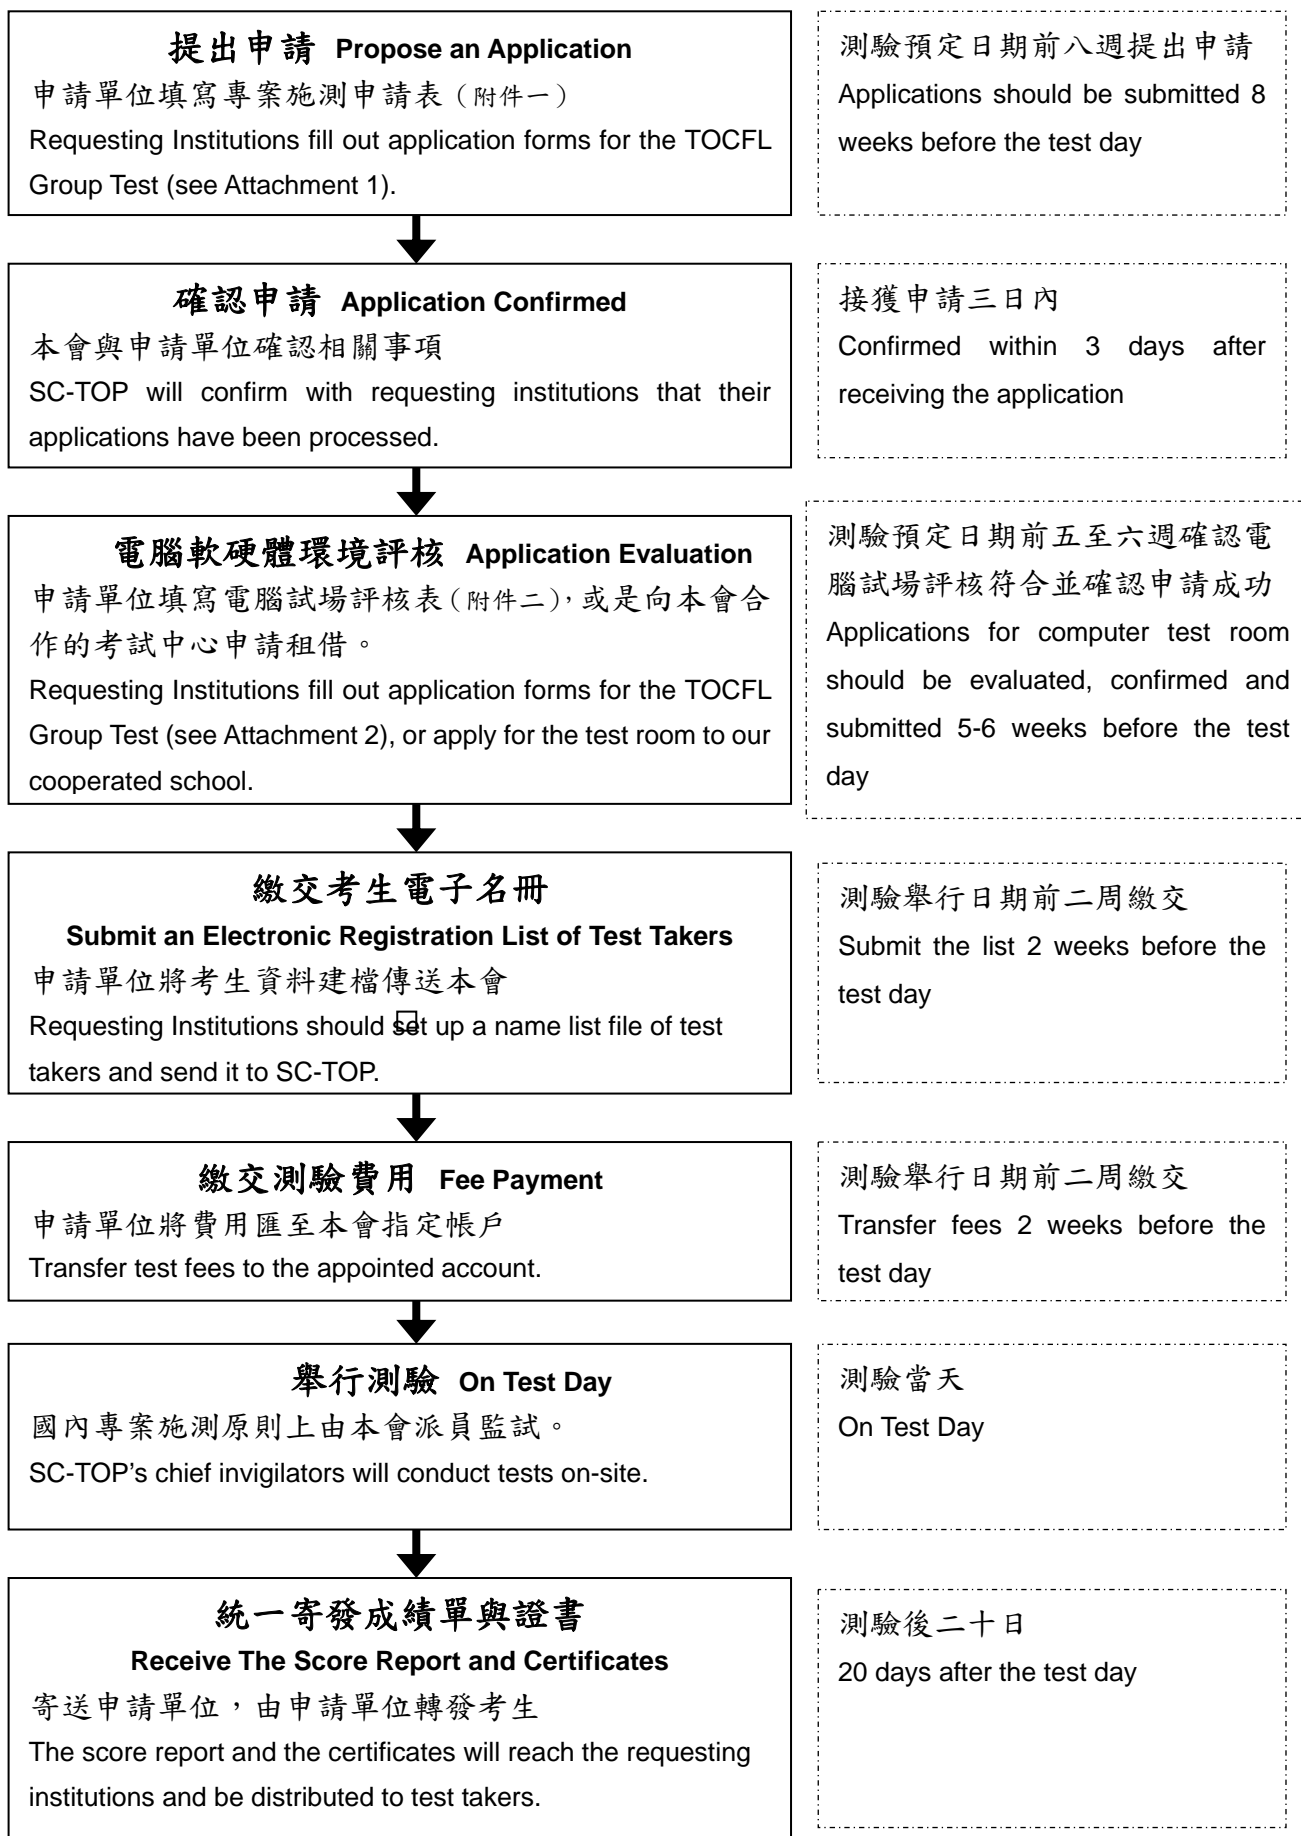 提出申請 Propose an Application
申請單位填寫專案施測申請表（附件一）
Requesting Institutions fill out application forms for the TOCFL
Group Test (see Attachment 1).
測驗預定日期前八週提出申請
Applications should be submitted 8
weeks before the test day
確認申請 Application Confirmed
本會與申請單位確認相關事項
SC-TOP will confirm with requesting institutions that their
applications have been processed.
接獲申請三日內
Confirmed within 3 days after
receiving the application
電腦軟硬體環境評核 Application Evaluation
申請單位填寫電腦試場評核表（附件二），或是向本會合
作的考試中心申請租借。
Requesting Institutions fill out application forms for the TOCFL
Group Test (see Attachment 2), or apply for the test room to our
cooperated school.
測驗預定日期前五至六週確認電
腦試場評核符合並確認申請成功
Applications for computer test room
should be evaluated, confirmed and
submitted 5-6 weeks before the test
day
繳交考生電子名冊
Submit an Electronic Registration List of Test Takers
申請單位將考生資料建檔傳送本會
Requesting Institutions should set up a name list file of test
takers and send it to SC-TOP.
測驗舉行日期前二周繳交
Submit the list 2 weeks before the
test day
繳交測驗費用 Fee Payment
申請單位將費用匯至本會指定帳戶
Transfer test fees to the appointed account.
測驗舉行日期前二周繳交
Transfer fees 2 weeks before the
test day
舉行測驗 On Test Day
國內專案施測原則上由本會派員監試。
SC-TOP’s chief invigilators will conduct tests on-site.
測驗當天
On Test Day
統一寄發成績單與證書
Receive The Score Report and Certificates
寄送申請單位，由申請單位轉發考生
The score report and the certificates will reach the requesting
institutions and be distributed to test takers.
測驗後二十日
20 days after the test day